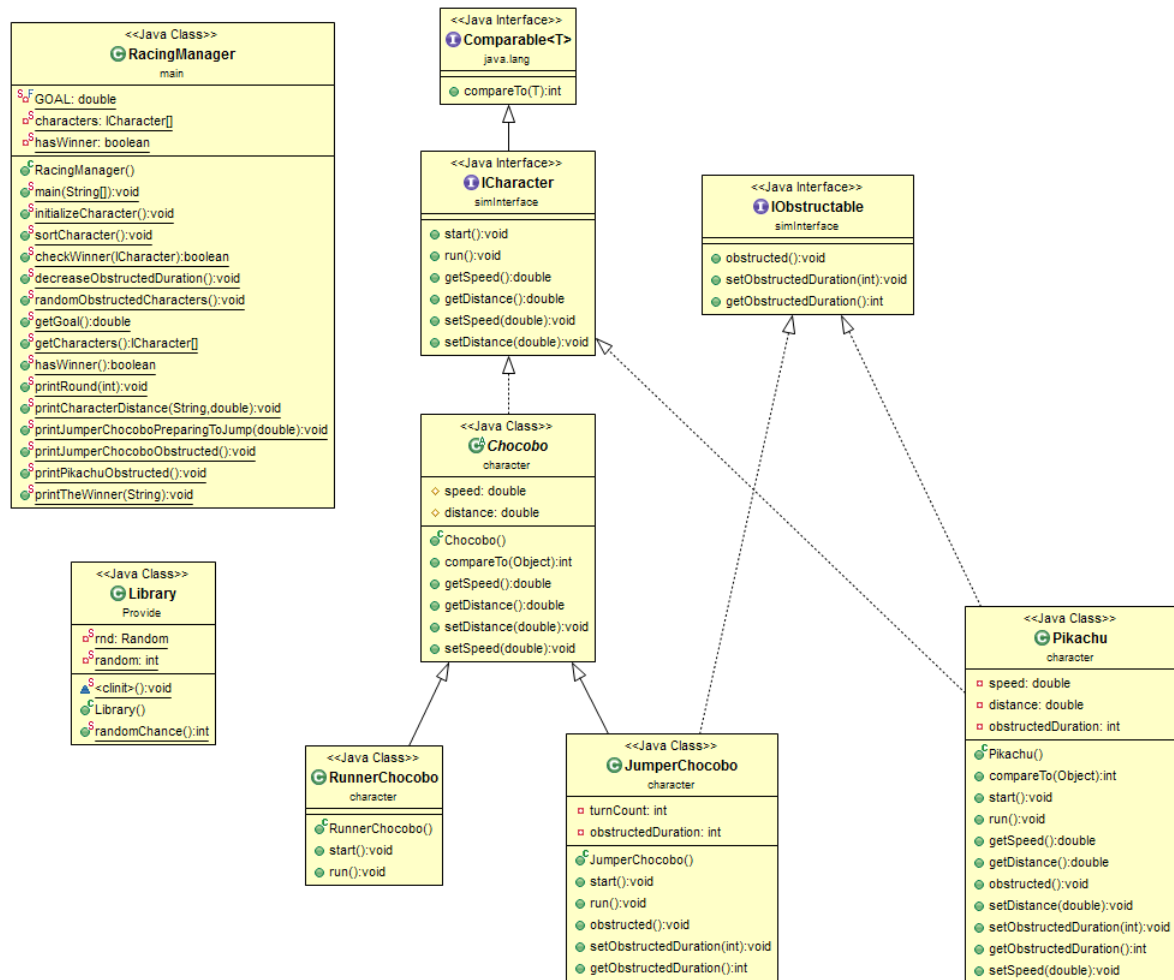 <<Java Class>>
RacingManager
main
GOAL: double
characters: ICharacter[]
hasWinner: boolean
RacingManager()
main(String[]):void
initializeCharacter():void
sortCharacter():void
checkWinner(ICharacter):boolean
decreaseObstructedDuration():void
randomObstructedCharacters():void
getGoal():double
getCharacters():ICharacter[]
hasWinner():boolean
printRound(int):void
printCharacterDistance(String,double):void
printJumperChocoboPreparingToJump(double):void
printJumperChocoboObstructed():void
printPikachuObstructed():void
printTheWinner(String):void
<<Java Interface>>
Comparable<T>
java.lang
compareTo(T):int
<<Java Interface>>
ICharacter
simInterface
start():void
run():void
getSpeed():double
getDistance():double
setSpeed(double):void
setDistance(double):void
<<Java Interface>>
IObstructable
simInterface
obstructed():void
setObstructedDuration(int):void
getObstructedDuration():int
<<Java Class>>
Chocobo
character
speed: double
distance: double
Chocobo()
compareTo(Object):int
getSpeed():double
getDistance():double
setDistance(double):void
setSpeed(double):void
<<Java Class>>
Library
Provide
rnd: Random
random: int
<clinit>():void
Library()
randomChance():int
<<Java Class>>
RunnerChocobo
character
RunnerChocobo()
start():void
run():void
<<Java Class>>
JumperChocobo
character
turnCount: int
obstructedDuration: int
JumperChocobo()
start():void
run():void
obstructed():void
setObstructedDuration(int):void
getObstructedDuration():int
<<Java Class>>
Pikachu
character
speed: double
distance: double
obstructedDuration: int
Pikachu()
compareTo(Object):int
start():void
run():void
getSpeed():double
getDistance():double
obstructed():void
setDistance(double):void
setObstructedDuration(int):void
getObstructedDuration():int
setSpeed(double):void